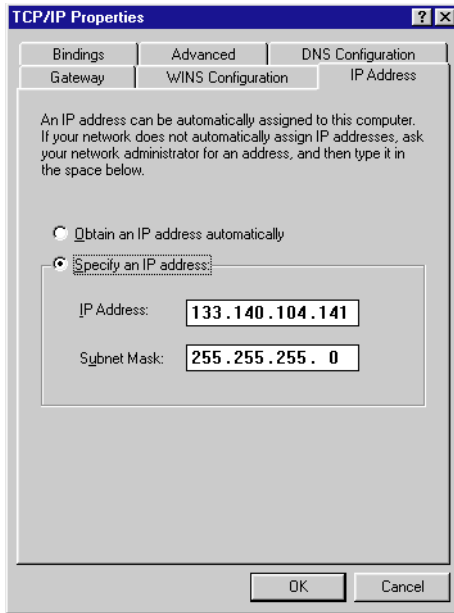 TCP/IP Properties
Bindings Advanced DNS Configuration
Gateway WINS Configuration IP Address
An IP address can be automatically assigned to this computer.
If your network does not automatically assign IP addresses, ask
your network administrator for an address, and then type it in
the space below.
Obtain an IP address automatically
Specify an IP address:
IP Address: 133.140.104.141
Subnet Mask: 255.255.255. 0
OK Cancel